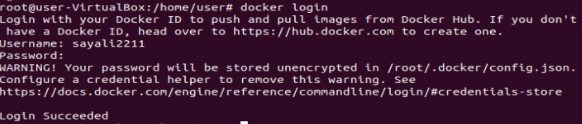 root@user-VirtualBox:/home/user# docker login
Login with your Docker ID to push and pull images from Docker Hub. If you don't
have a Docker ID, head over to https://hub.docker.com to create one.
Username: sayali2211
Password:
WARNING! Your password will be stored unencrypted in /root/.docker/config.json.
Configure a credential helper to remove this warning. See
https://docs.docker.com/engine/reference/commandline/login/#credentials-store

Login Succeeded